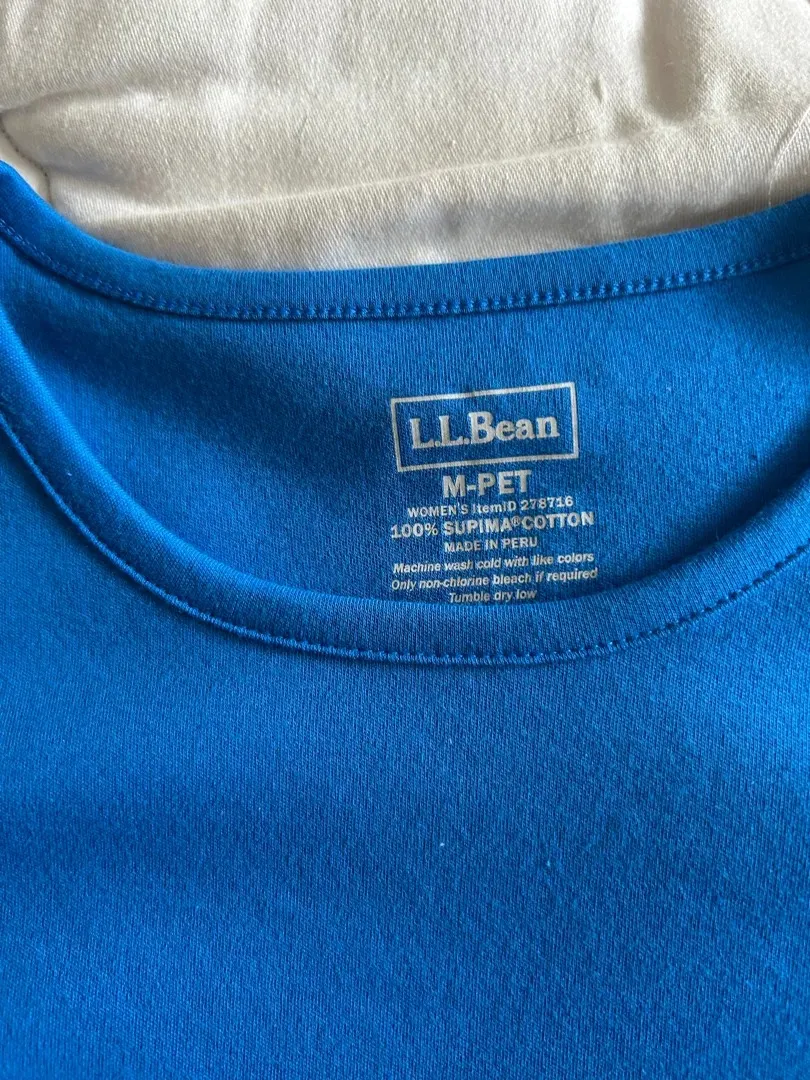 L.L.Bean
M-PET
WOMEN'S ItemID 278716
100% SUPIMA® COTTON
MADE IN PERU
Machine wash cold with like colors
Only non-chlorine bleach if required
Tumble dry low